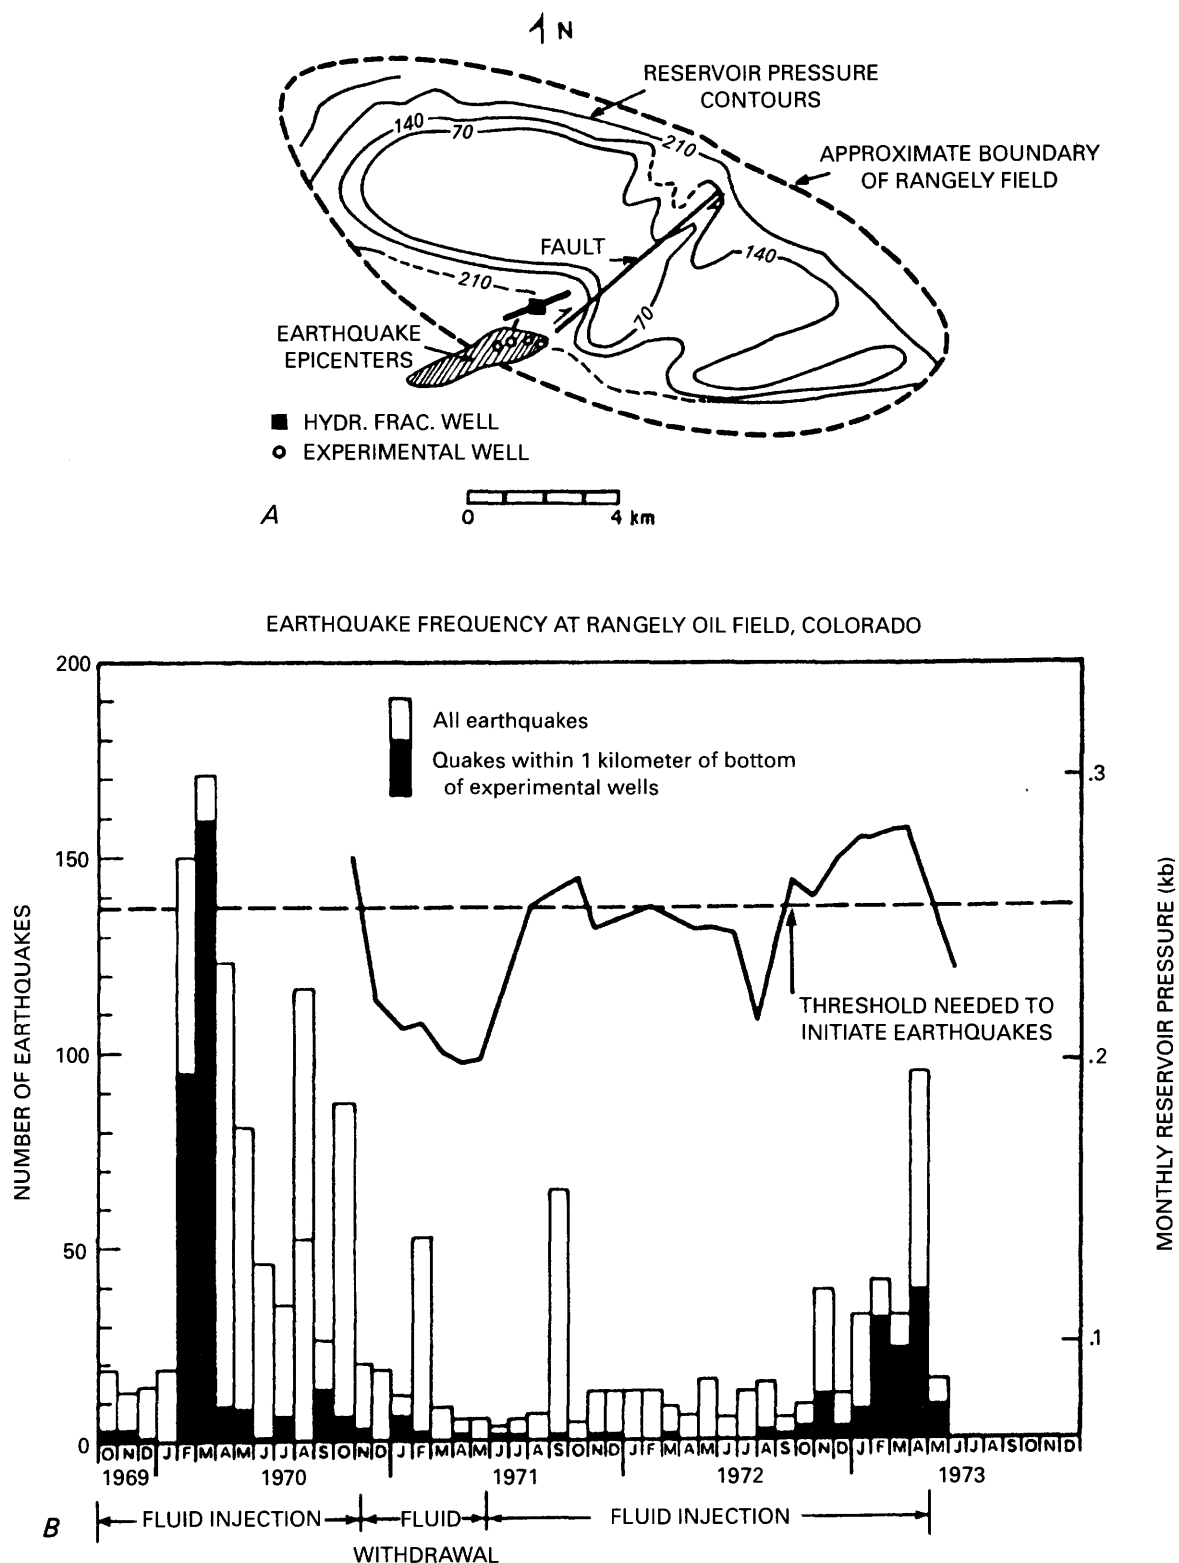 N
RESERVOIR PRESSURE
CONTOURS
140
70
210
APPROXIMATE BOUNDARY
OF RANGELY FIELD
FAULT
140
210
70
EARTHQUAKE
EPICENTERS
HYDR. FRAC. WELL
EXPERIMENTAL WELL
A
0 4 km
EARTHQUAKE FREQUENCY AT RANGELY OIL FIELD, COLORADO
200
All earthquakes
Quakes within 1 kilometer of bottom
of experimental wells
.3
150
THRESHOLD NEEDED TO
INITIATE EARTHQUAKES
100
.2
NUMBER OF EARTHQUAKES
MONTHLY RESERVOIR PRESSURE (kb)
50
.1
0
O N D J F M A M J J A S O N D J F M A M J J A S O N D J F M A M J J A S O N D J F M A M J J A S O N D
1969 1970 1971 1972 1973
FLUID INJECTION FLUID FLUID INJECTION
B
WITHDRAWAL